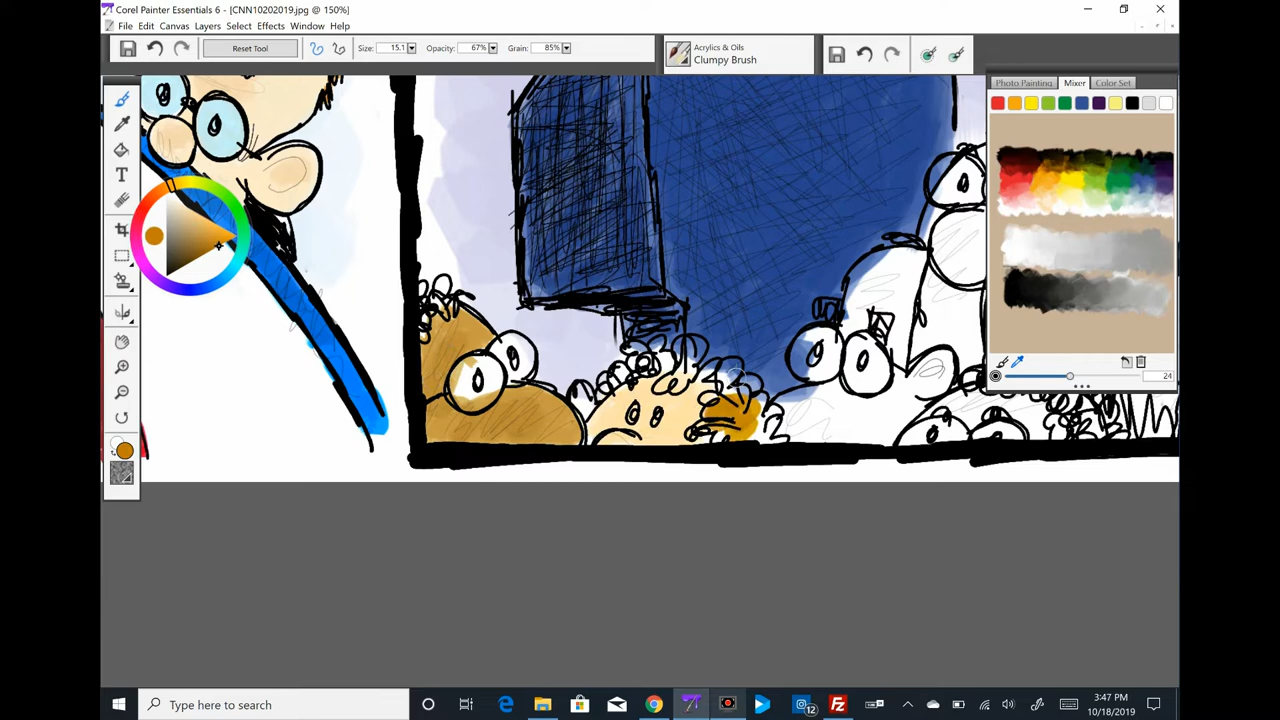 Corel Painter Essentials 6 - [CNN10202019.jpg @ 150%]
File Edit Canvas Layers Select Effects Window Help
Reset Tool Size: 15.1 Opacity: 67% Grain: 85%
Acrylics & Oils
Clumpy Brush
Photo Painting Mixer Color Set
24
Type here to search
12
3:47 PM
10/18/2019